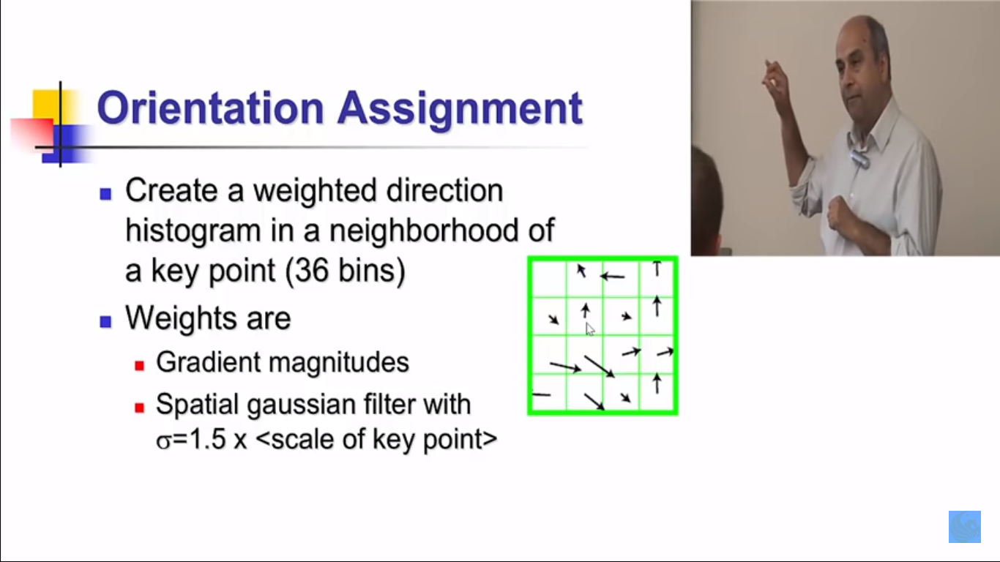 Orientation Assignment
Create a weighted direction
histogram in a neighborhood of
a key point (36 bins)
Weights are
Gradient magnitudes
Spatial gaussian filter with
σ=1.5 x <scale of key point>